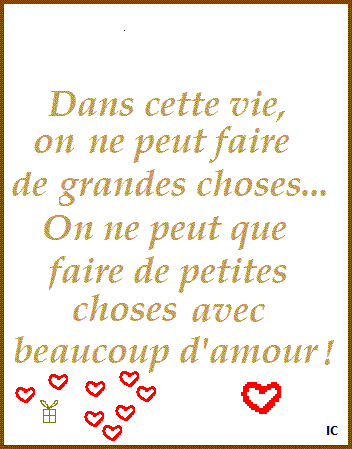 Dans cette vie,
on ne peut faire
de grandes choses...
On ne peut que
faire de petites
choses avec
beaucoup d'amour!
IC